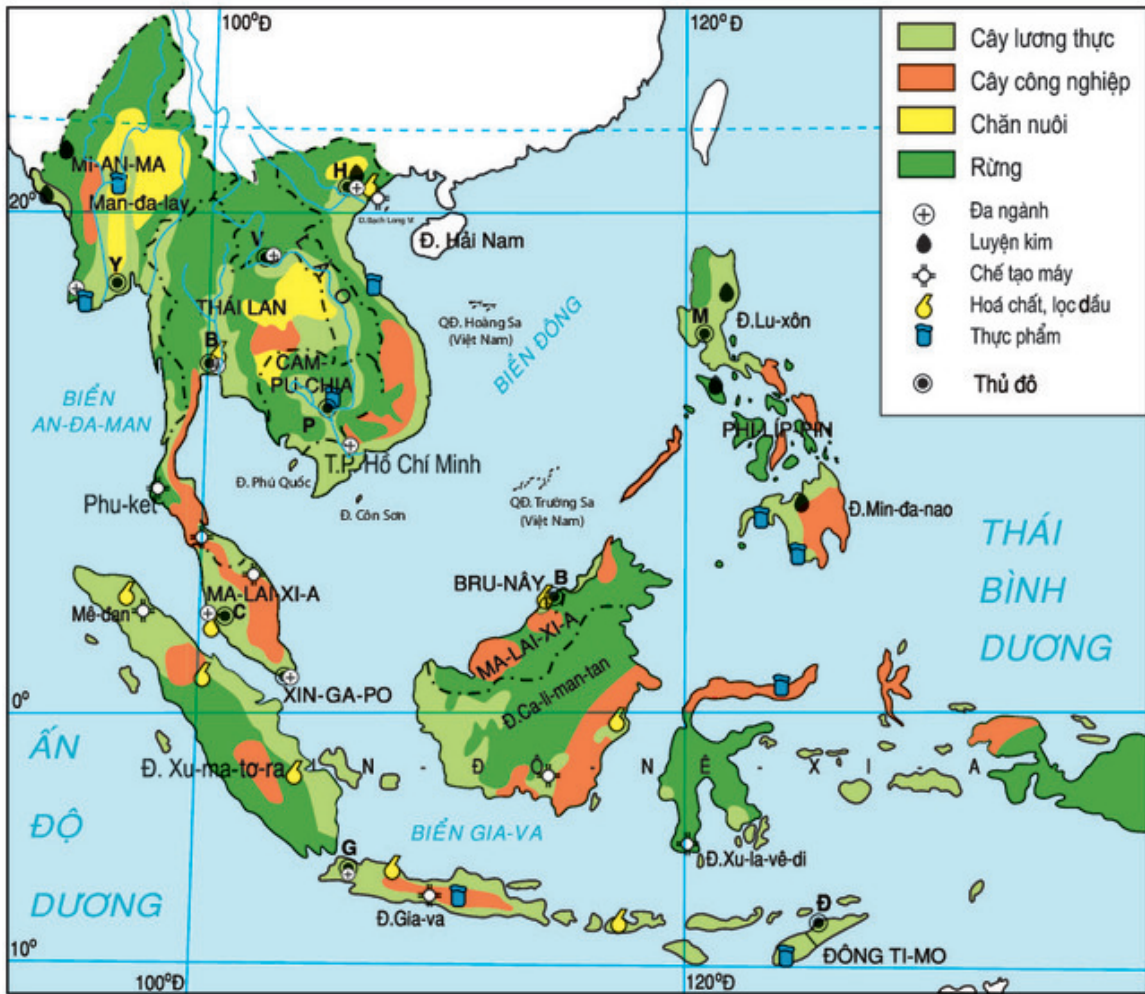 100°Đ
120°Đ
Cây lương thực
Cây công nghiệp
Chăn nuôi
Rừng
Đa ngành
Luyện kim
Chế tạo máy
Hoá chất, lọc dầu
Thực phẩm
Thủ đô
Mi-AN-MA
Man-đa-lay
H
20°
Đ.Bạch Long Vĩ
Đ. Hải Nam
Y
V
THÁI LAN
QĐ. Hoàng Sa
(Việt Nam)
BIỂN ĐÔNG
M
Đ.Lu-xôn
B
CAM-
PU-CHIA
BIỂN
AN-ĐA-MAN
P
PHI-LÍP-PIN
T.P. Hồ Chí Minh
Đ. Phú Quốc
Đ. Côn Sơn
QĐ. Trường Sa
(Việt Nam)
Phu-ket
Đ.Min-đa-nao
THÁI
BÌNH
DƯƠNG
BRU-NÂY
B
MA-LAI-XI-A
Mê-đan
C
MA-LAI-XI-A
XIN-GA-PO
Đ.Ca-li-man-tan
0°
ẤN
ĐỘ
DƯƠNG
Đ. Xu-ma-tơ-ra
I N - Đ Ô - N Ê - X I - A
BIỂN GIA-VA
G
Đ.Xu-la-vê-di
Đ.Gia-va
Đ
ĐÔNG TI-MO
10°
100°Đ
120°Đ